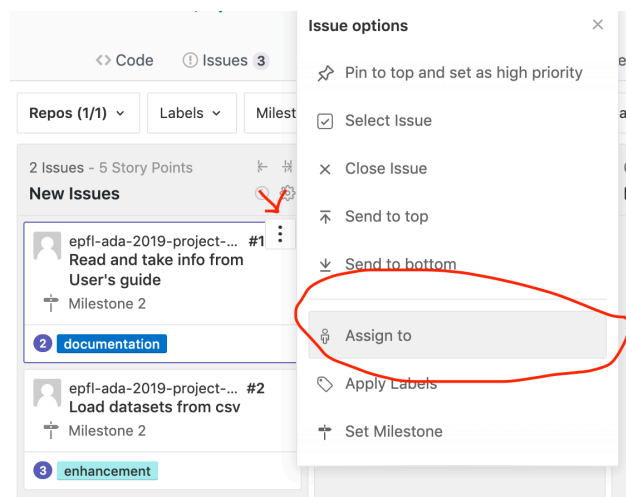 Issue options
Code
Issues 3
Pin to top and set as high priority
Repos (1/1)
Labels
Milest
Select Issue
2 Issues - 5 Story Points
Close Issue
New Issues
Send to top
epfl-ada-2019-project-... #1
Read and take info from
User's guide
Send to bottom
Milestone 2
2 documentation
Assign to
epfl-ada-2019-project-... #2
Load datasets from csv
Apply Labels
Milestone 2
Set Milestone
3 enhancement